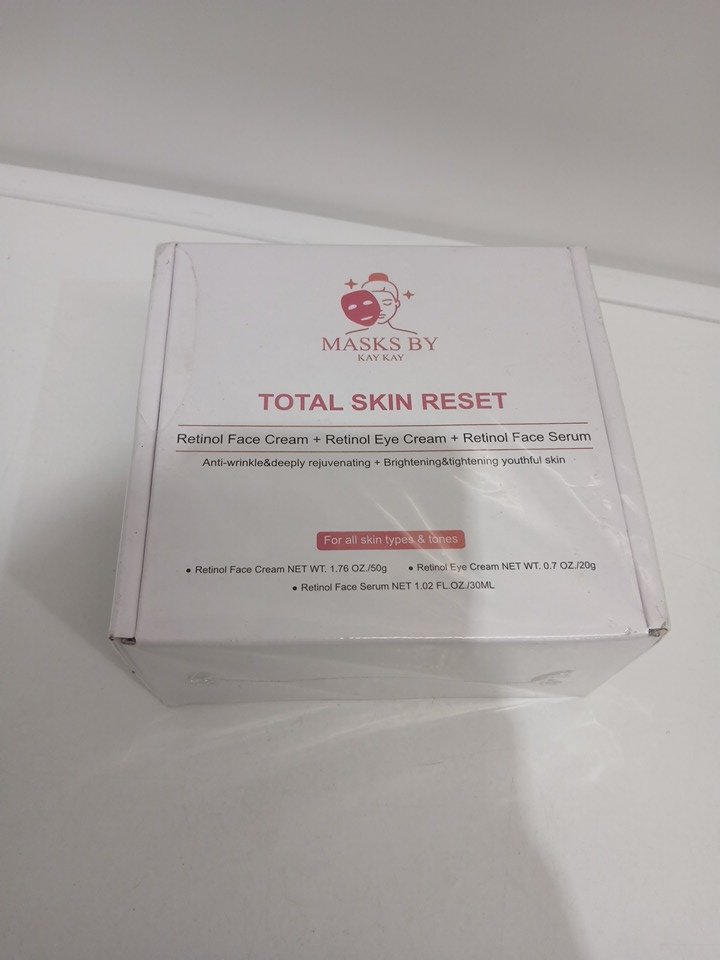 MASKS BY
KAY KAY
TOTAL SKIN RESET
Retinol Face Cream + Retinol Eye Cream + Retinol Face Serum
Anti-wrinkle&deeply rejuvenating + Brightening&tightening youthful skin
For all skin types & tones
• Retinol Face Cream NET WT. 1.76 OZ./50g • Retinol Eye Cream NET WT. 0.7 OZ./20g
• Retinol Face Serum NET 1.02 FL.OZ./30ML